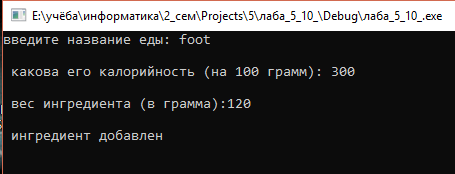 E:\учёба\информатика\2_сем\Projects\5\лаба_5_10_\Debug\лаба_5_10_.exe
введите название еды: foot
какова его калорийность (на 100 грамм): 300
вес ингредиента (в грамма):120
ингредиент добавлен